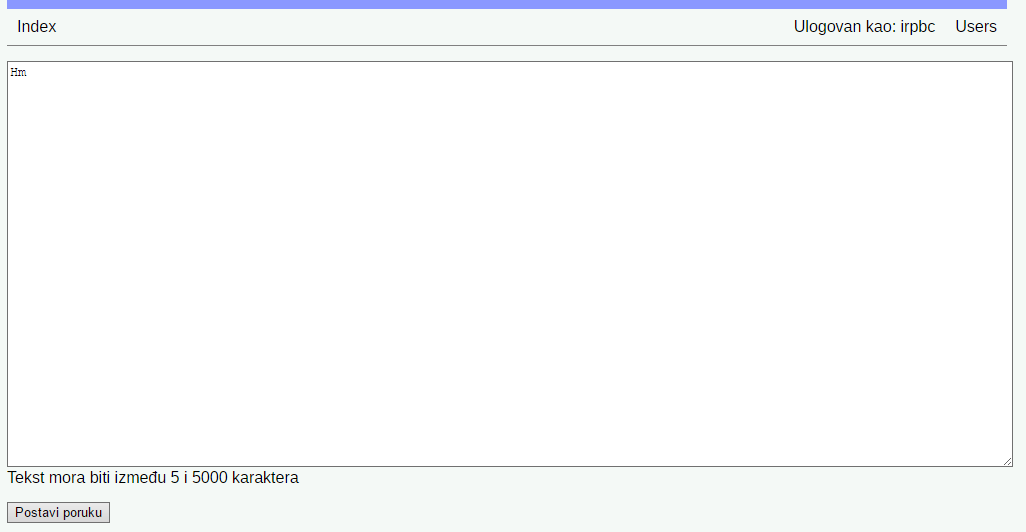 Index Ulogovan kao: irpbc Users
Hm
Tekst mora biti između 5 i 5000 karaktera
Postavi poruku